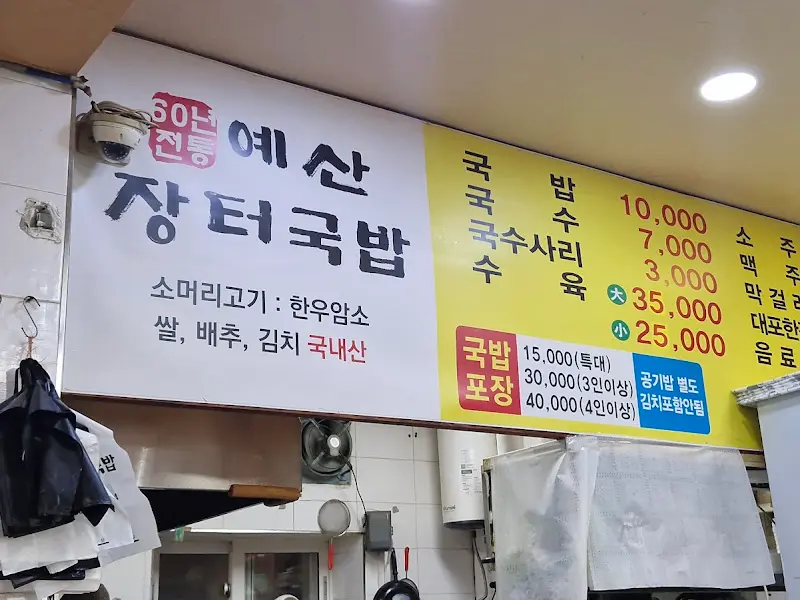 60년
전통
예산
장터국밥
소머리고기 : 한우암소
쌀, 배추, 김치 국내산
국밥 10,000
국수 7,000
국수사리 3,000
수육 大 35,000
小 25,000
국밥
포장
15,000(특대)
30,000(3인이상)
40,000(4인이상)
공기밥 별도
김치포함안됨
소주
맥주
막걸리
음료
국밥